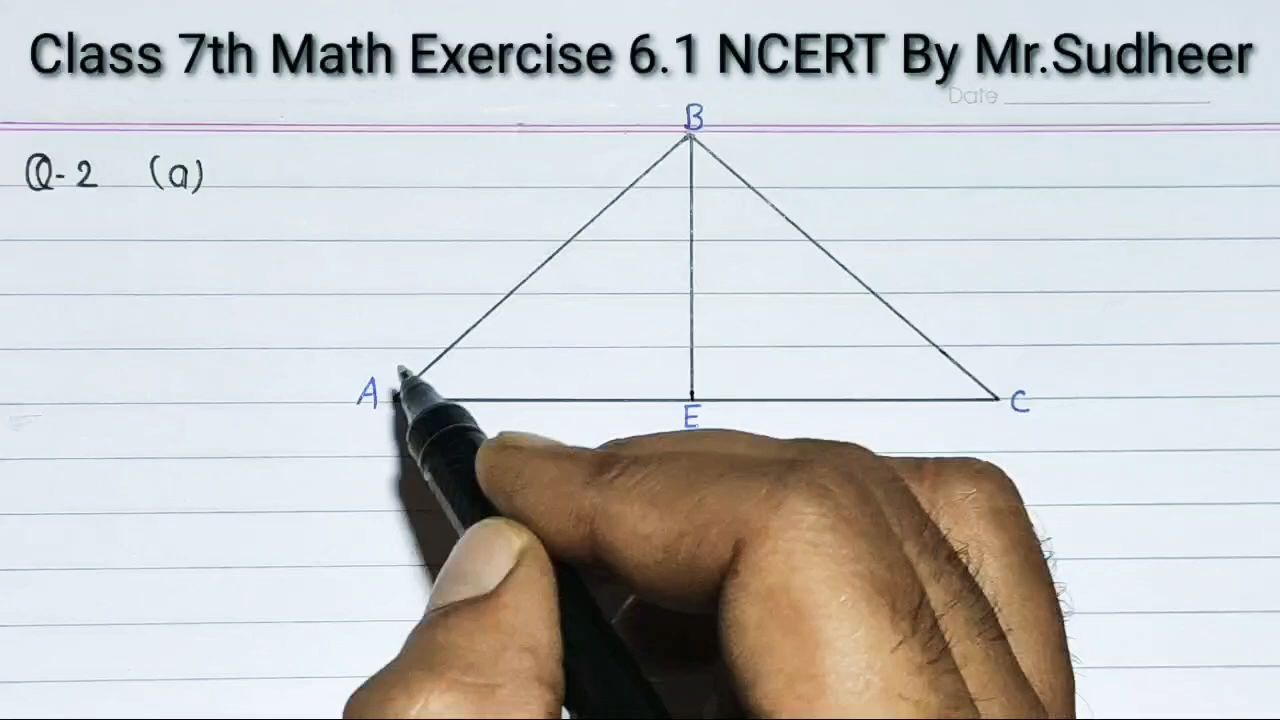 Class 7th Math Exercise 6.1 NCERT By Mr.Sudheer
Date
B
Q-2 (a)
A
E
C